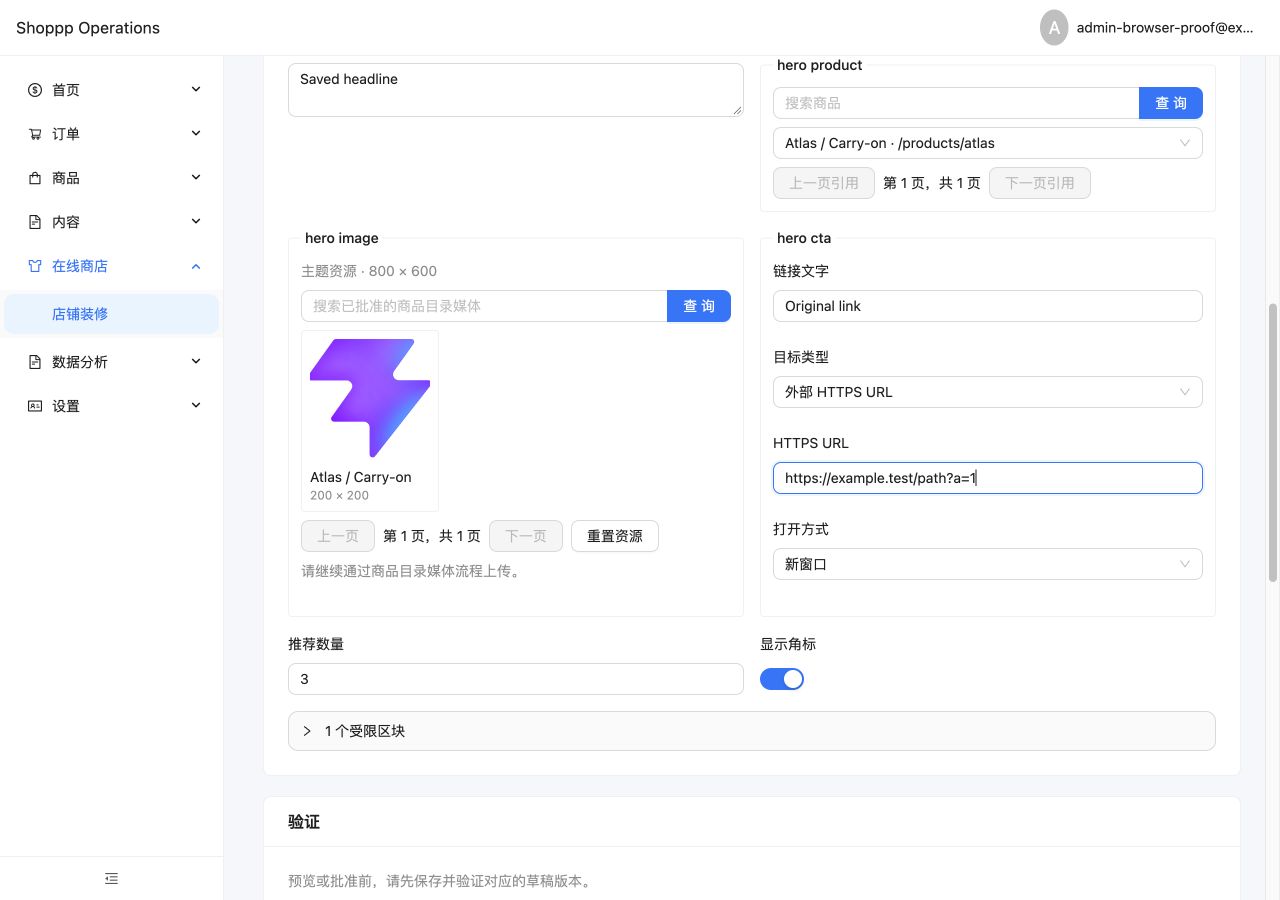 Shoppp Operations
A
admin-browser-proof@ex...
首页
订单
商品
内容
在线商店
店铺装修
数据分析
设置
Saved headline
hero product
搜索商品
查 询
Atlas / Carry-on · /products/atlas
上一页引用
第 1 页，共 1 页
下一页引用
hero image
主题资源 · 800 × 600
搜索已批准的商品目录媒体
查 询
Atlas / Carry-on
200 × 200
上一页
第 1 页，共 1 页
下一页
重置资源
请继续通过商品目录媒体流程上传。
hero cta
链接文字
Original link
目标类型
外部 HTTPS URL
HTTPS URL
https://example.test/path?a=1
打开方式
新窗口
推荐数量
3
显示角标
1 个受限区块
验证
预览或批准前，请先保存并验证对应的草稿版本。